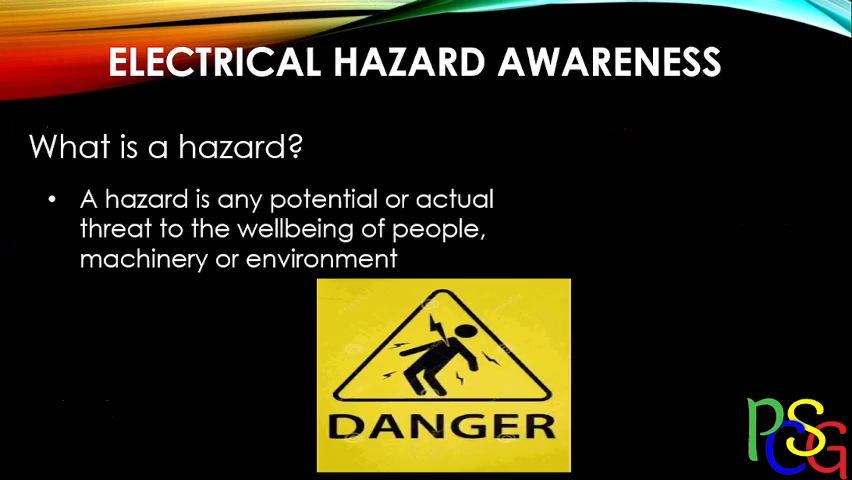 ELECTRICAL HAZARD AWARENESS
What is a hazard?
• A hazard is any potential or actual
threat to the wellbeing of people,
machinery or environment
DANGER
PCSG